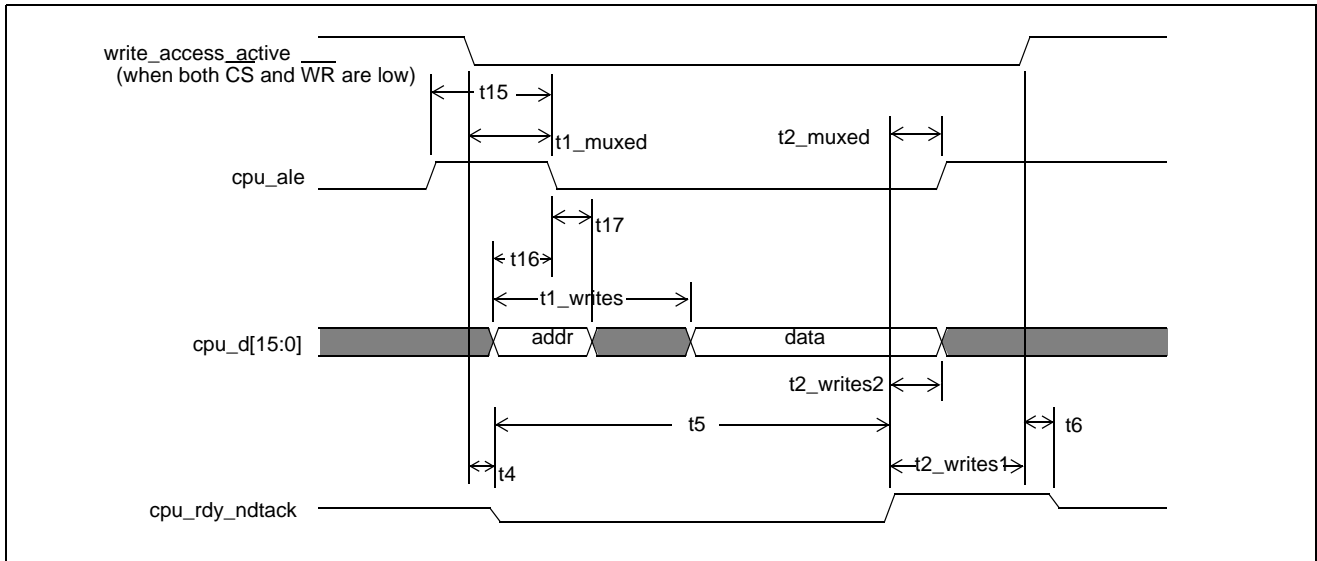 write_access_active
(when both CS and WR are low)
t15
t1_muxed
t2_muxed
cpu_ale
t17
t16
t1_writes
cpu_d[15:0]
addr
data
t2_writes2
t5
t6
t4
t2_writes1
cpu_rdy_ndtack